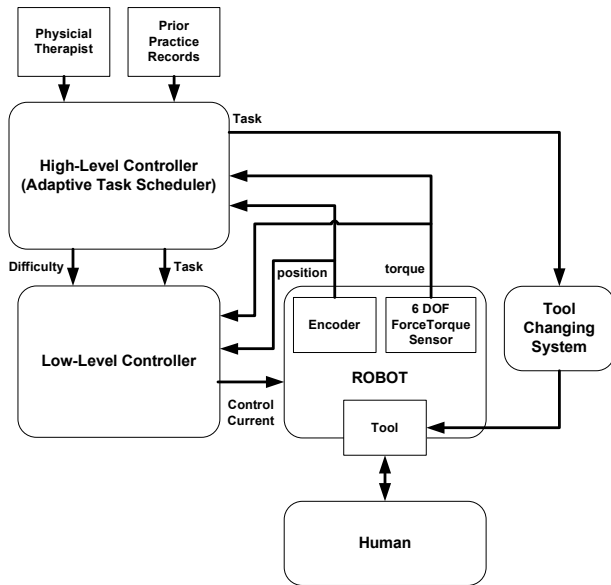 Physicial
Therapist
Prior
Practice
Records
Task
High-Level Controller
(Adaptive Task Scheduler)
Difficulty
Task
position
torque
Encoder
6 DOF
ForceTorque
Sensor
Tool
Changing
System
Low-Level Controller
ROBOT
Control
Current
Tool
Human